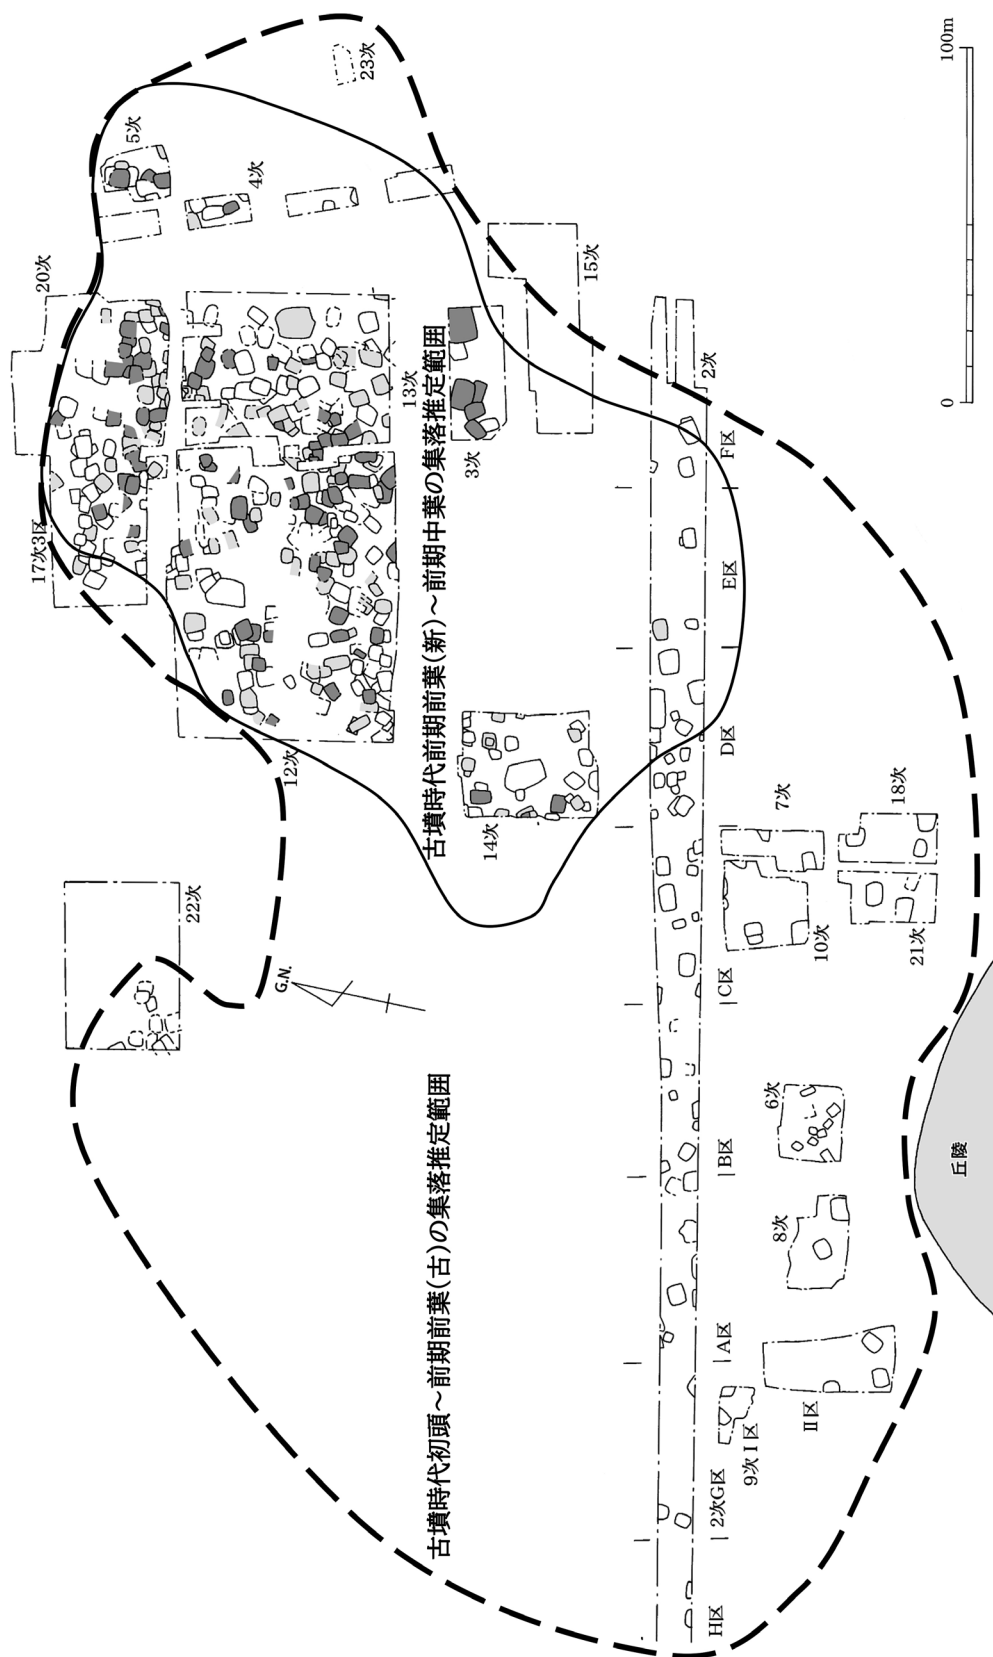 23次
100m
0
5次
4次
20次
15次
17次3区
13次
3次
2次
F区
E区
D区
古墳時代前期前葉(新)～前期中葉の集落推定範囲
12次
14次
22次
G.N.
7次
18次
10次
21次
C区
古墳時代初頭～前期前葉(古)の集落推定範囲
6次
B区
8次
丘陵
A区
Ⅱ区
9次Ⅰ区
2次G区
H区